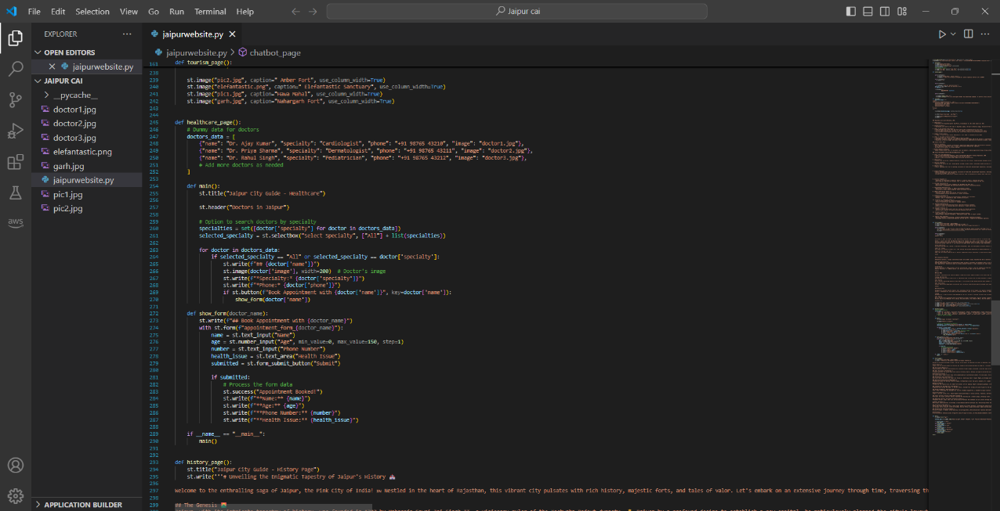 File Edit Selection View Go Run Terminal Help
Jaipur cai
EXPLORER
OPEN EDITORS
jaipurwebsite.py
JAIPUR CAI
__pycache__
doctor1.jpg
doctor2.jpg
doctor3.jpg
elefantastic.png
garh.jpg
jaipurwebsite.py
pic1.jpg
pic2.jpg
APPLICATION BUILDER
aws
jaipurwebsite.py
jaipurwebsite.py > chatbot_page
161 def tourism_page():
238
239 st.image("pic2.jpg", caption=" Amber Fort", use_column_width=True)
240 st.image("elefantastic.png", caption=" Elefantastic Sanctuary", use_column_width=True)
241 st.image("pic1.jpg", caption="Hawa Mahal", use_column_width=True)
242 st.image("garh.jpg", caption="Nahargarh Fort", use_column_width=True)
243
244
245 def healthcare_page():
246 # Dummy data for doctors
247 doctors_data = [
248 {"name": "Dr. Ajay Kumar", "specialty": "Cardiologist", "phone": "+91 98765 43210", "image": "doctor1.jpg"},
249 {"name": "Dr. Priya Sharma", "specialty": "Dermatologist", "phone": "+91 98765 43211", "image": "doctor2.jpg"},
250 {"name": "Dr. Rahul Singh", "specialty": "Pediatrician", "phone": "+91 98765 43212", "image": "doctor3.jpg"},
251 # Add more doctors as needed
252 ]
253
254 def main():
255 st.title("Jaipur City Guide - Healthcare")
256
257 st.header("Doctors in Jaipur")
258
259 # Option to search doctors by specialty
260 specialties = set([doctor['specialty'] for doctor in doctors_data])
261 selected_specialty = st.selectbox("Select Specialty", ["All"] + list(specialties))
262
263 for doctor in doctors_data:
264 if selected_specialty == "All" or selected_specialty == doctor["specialty"]:
265 st.write(f"## {doctor['name']}")
266 st.image(doctor['image'], width=200) # Doctor's image
267 st.write(f"*Specialty:* {doctor['specialty']}")
268 st.write(f"*Phone:* {doctor['phone']}")
269 if st.button(f"Book Appointment with {doctor['name']}", key=doctor['name']):
270 show_form(doctor['name'])
271
272 def show_form(doctor_name):
273 st.write(f"## Book Appointment with {doctor_name}")
274 with st.form(f"appointment_form_{doctor_name}"):
275 name = st.text_input("Name")
276 age = st.number_input("Age", min_value=0, max_value=150, step=1)
277 number = st.text_input("Phone Number")
278 health_issue = st.text_area("Health Issue")
279 submitted = st.form_submit_button("Submit")
280
281 if submitted:
282 # Process the form data
283 st.success("Appointment Booked!")
284 st.write(f"**Name:** {name}")
285 st.write(f"**Age:** {age}")
286 st.write(f"**Phone Number:** {number}")
287 st.write(f"**Health Issue:** {health_issue}")
288
289 if __name__ == "__main__":
290 main()
291
292
293 def history_page():
294 st.title("Jaipur City Guide - History Page")
295 st.write('''# Unveiling the Enigmatic Tapestry of Jaipur's History 🏰
296
297 Welcome to the enthralling saga of Jaipur, the Pink City of India! 🇮🇳 Nestled in the heart of Rajasthan, this vibrant city pulsates with rich history, majestic forts, and tales of valor. Let's embark on an extensive journey through time, traversing th
298
299 ## The Genesis 🌅